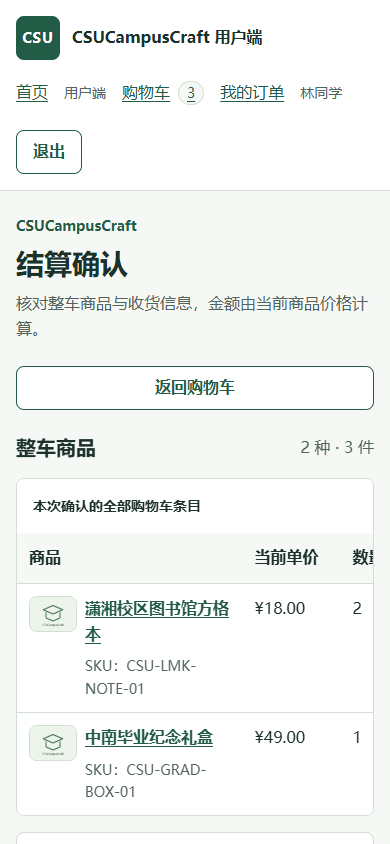 CSU CSUCampusCraft 用户端
首页 用户端 购物车 3 我的订单 林同学
退出
CSUCampusCraft
结算确认
核对整车商品与收货信息，金额由当前商品价格计
算。
返回购物车
整车商品 2 种 · 3 件
本次确认的全部购物车条目
商品 当前单价 数量
潇湘校区图书馆方格 ¥18.00 2
本
SKU：CSU-LMK-
NOTE-01
中南毕业纪念礼盒 ¥49.00 1
SKU：CSU-GRAD-
BOX-01